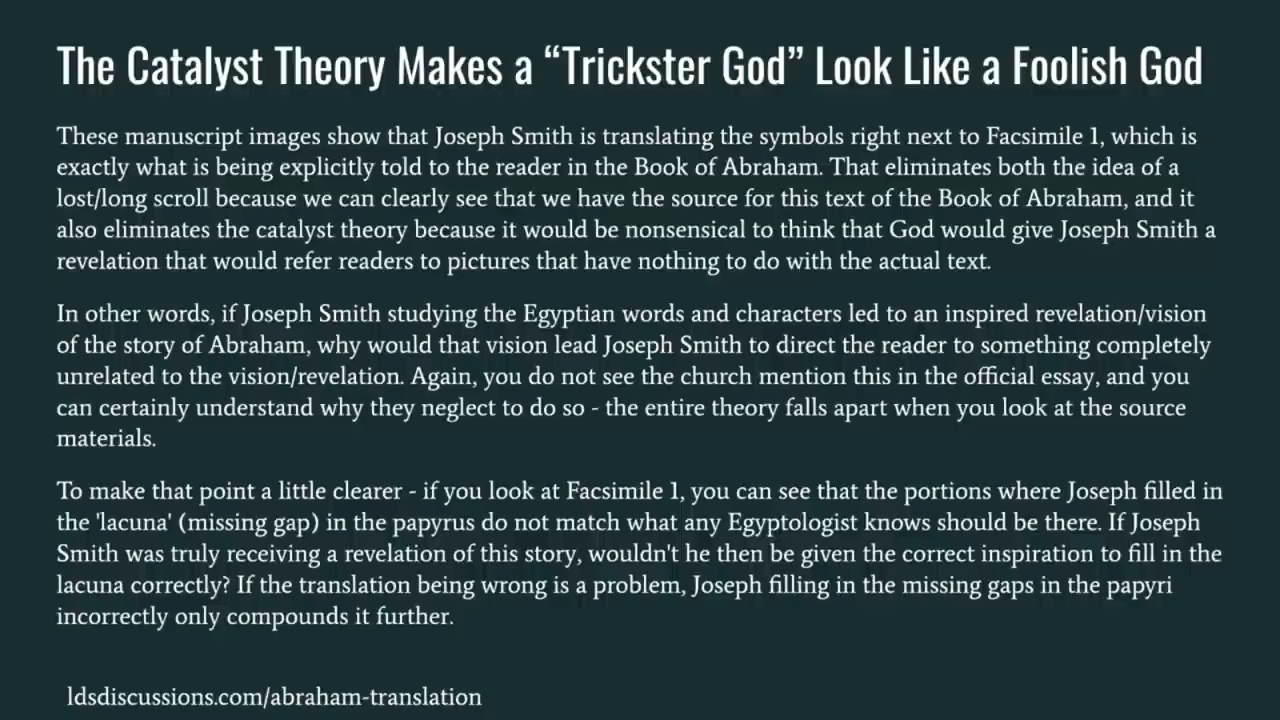 The Catalyst Theory Makes a “Trickster God” Look Like a Foolish God
These manuscript images show that Joseph Smith is translating the symbols right next to Facsimile 1, which is
exactly what is being explicitly told to the reader in the Book of Abraham. That eliminates both the idea of a
lost/long scroll because we can clearly see that we have the source for this text of the Book of Abraham, and it
also eliminates the catalyst theory because it would be nonsensical to think that God would give Joseph Smith a
revelation that would refer readers to pictures that have nothing to do with the actual text.
In other words, if Joseph Smith studying the Egyptian words and characters led to an inspired revelation/vision
of the story of Abraham, why would that vision lead Joseph Smith to direct the reader to something completely
unrelated to the vision/revelation. Again, you do not see the church mention this in the official essay, and you
can certainly understand why they neglect to do so - the entire theory falls apart when you look at the source
materials.
To make that point a little clearer - if you look at Facsimile 1, you can see that the portions where Joseph filled in
the 'lacuna' (missing gap) in the papyrus do not match what any Egyptologist knows should be there. If Joseph
Smith was truly receiving a revelation of this story, wouldn't he then be given the correct inspiration to fill in the
lacuna correctly? If the translation being wrong is a problem, Joseph filling in the missing gaps in the papyri
incorrectly only compounds it further.
ldsdiscussions.com/abraham-translation